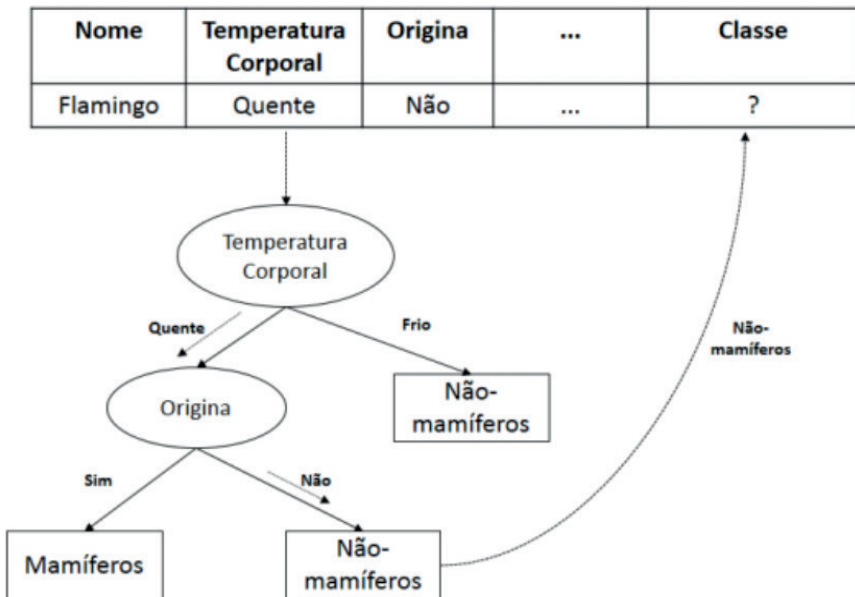 Nome Temperatura Corporal Origina ... Classe
Flamingo Quente Não ... ?
Temperatura
Corporal
Quente
Frio
Não-
mamíferos
Origina
Não-
mamíferos
Sim
Não
Mamíferos
Não-
mamíferos